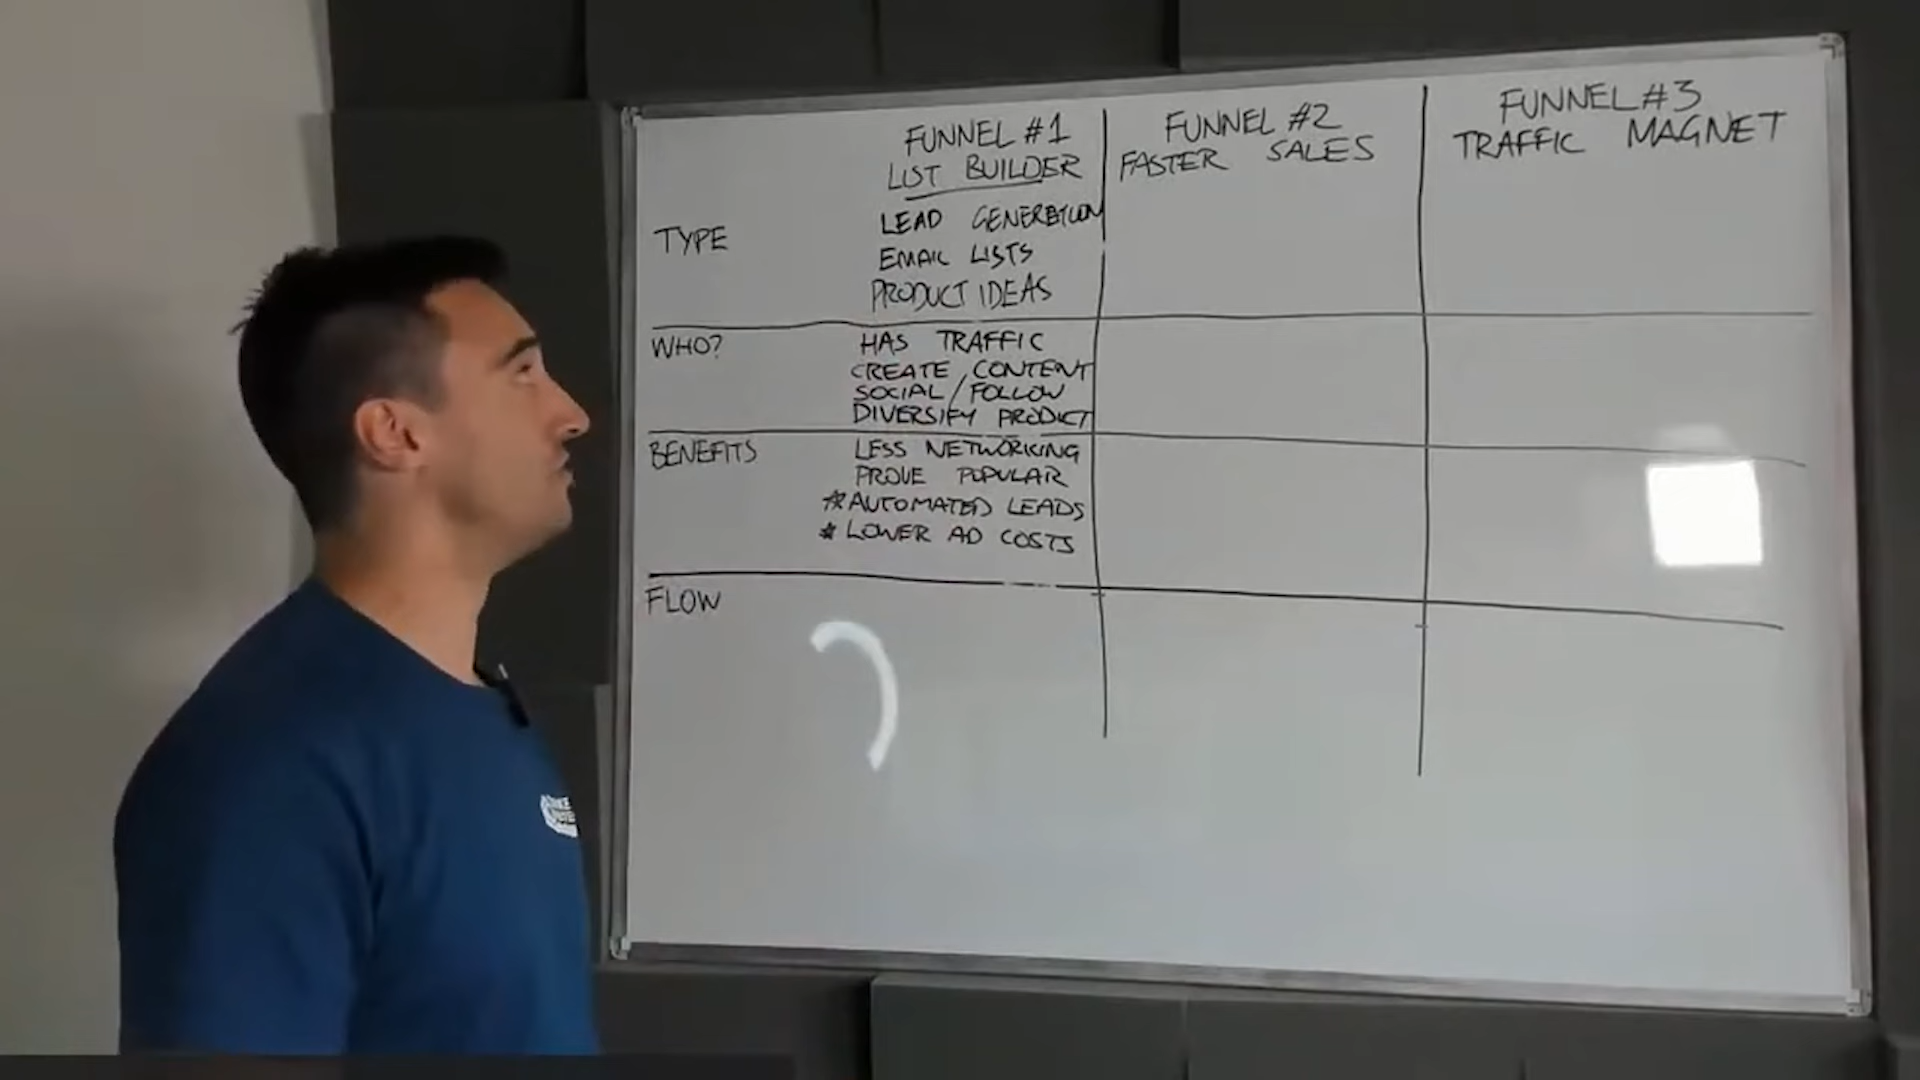 FUNNEL #1
LIST BUILDER
FUNNEL #2
FASTER SALES
FUNNEL #3
TRAFFIC MAGNET
TYPE
LEAD GENERATION
EMAIL LISTS
PRODUCT IDEAS
WHO?
HAS TRAFFIC
CREATE CONTENT
SOCIAL / FOLLOW
DIVERSIFY PRODUCT
BENEFITS
LESS NETWORKING
PROVE POPULAR
* AUTOMATED LEADS
* LOWER AD COSTS
FLOW